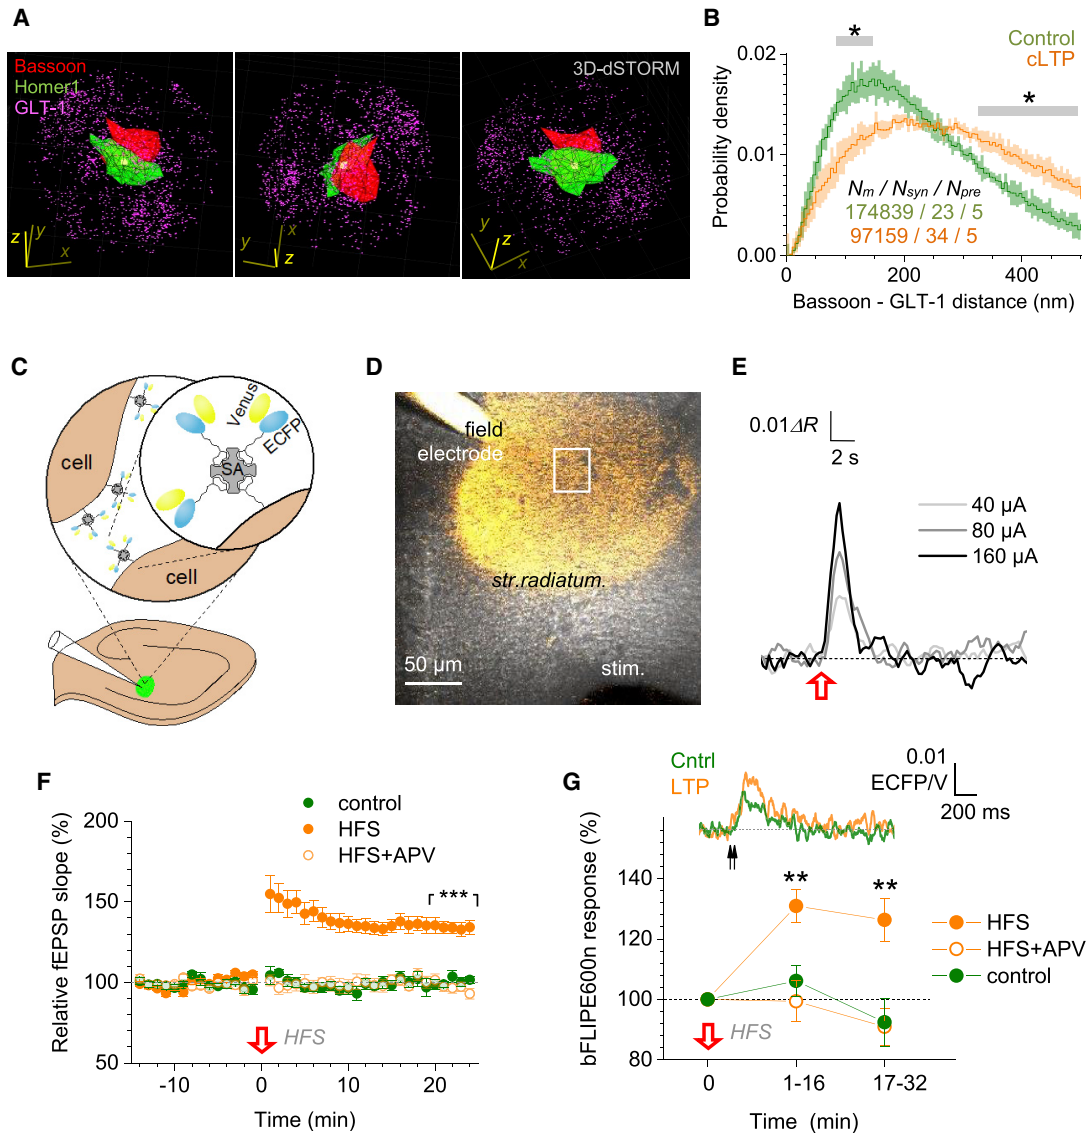 A
Bassoon
Homer1
GLT-1
3D-dSTORM
z y x
y x z
y z x
B
Control
cLTP
*
*
0.02
0.01
0.00
Probability density
Nm / Nsyn / Npre
174839 / 23 / 5
97159 / 34 / 5
0 200 400
Bassoon - GLT-1 distance (nm)
C
cell
Venus
ECFP
SA
cell
D
field
electrode
str.radiatum.
50 µm
stim.
E
0.01ΔR
2 s
40 µA
80 µA
160 µA
F
control
HFS
HFS+APV
***
200
150
100
50
Relative fEPSP slope (%)
HFS
-10 0 10 20
Time (min)
G
Cntrl
LTP
0.01
ECFP/V
200 ms
140
120
100
80
bFLIPE600n response (%)
**
**
HFS
HFS+APV
control
HFS
0 1-16 17-32
Time (min)